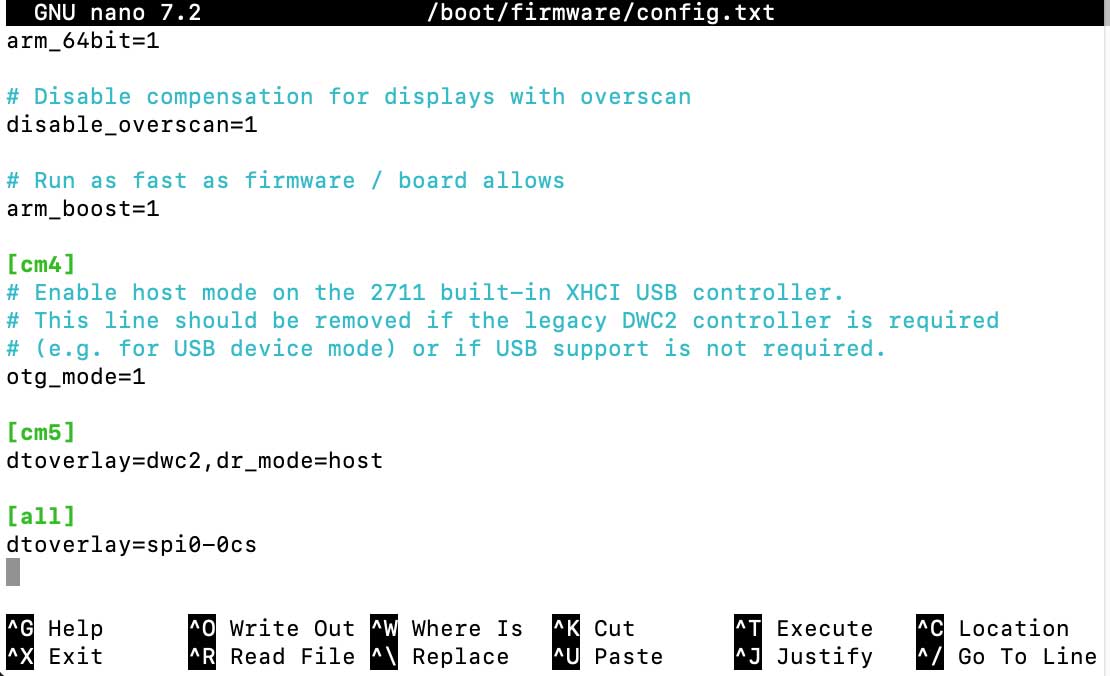 GNU nano 7.2 /boot/firmware/config.txt
arm_64bit=1
# Disable compensation for displays with overscan
disable_overscan=1
# Run as fast as firmware / board allows
arm_boost=1
[cm4]
# Enable host mode on the 2711 built-in XHCI USB controller.
# This line should be removed if the legacy DWC2 controller is required
# (e.g. for USB device mode) or if USB support is not required.
otg_mode=1
[cm5]
dtoverlay=dwc2,dr_mode=host
[all]
dtoverlay=spi0-0cs
^G Help ^O Write Out ^W Where Is ^K Cut ^T Execute ^C Location
^X Exit ^R Read File ^\ Replace ^U Paste ^J Justify ^/ Go To Line